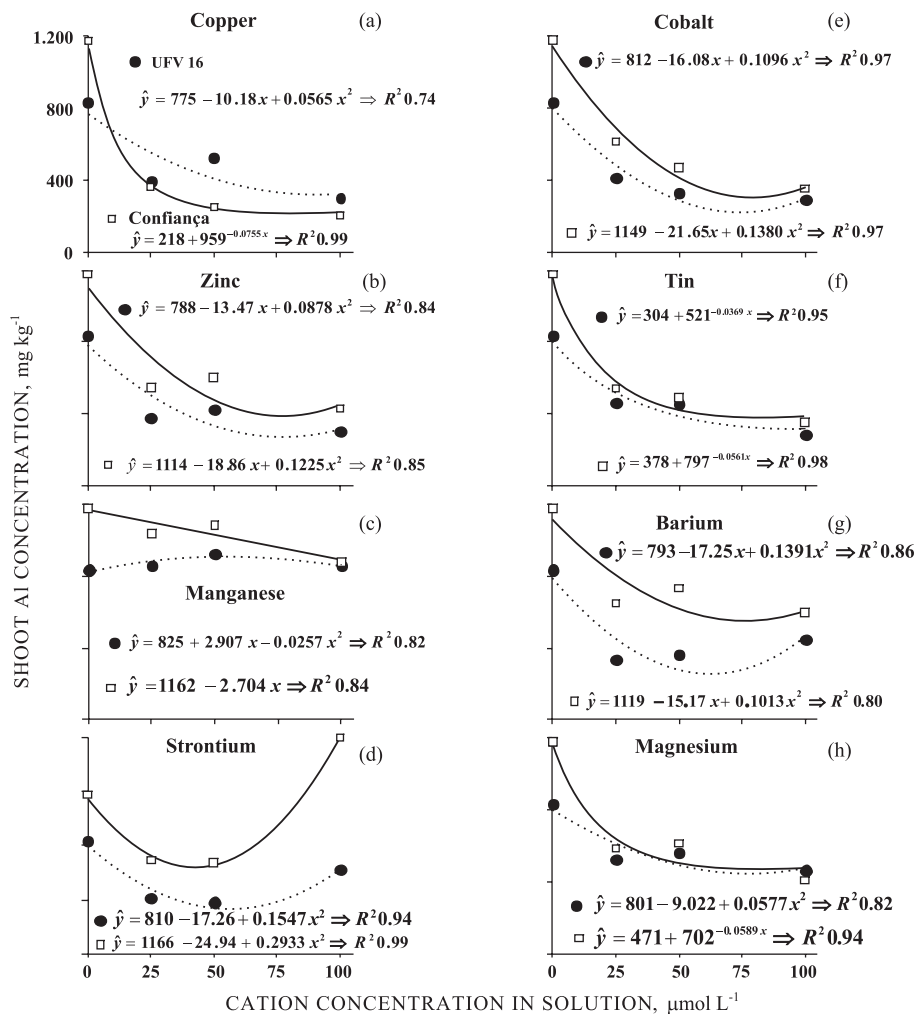 SHOOT Al CONCENTRATION, mg kg⁻¹
Copper (a)
1.200
800
400
0
UFV 16
ŷ = 775 −10.18x + 0.0565 x² ⇒ R² 0.74
Confiança
ŷ = 218 + 959^−0.0755x ⇒ R² 0.99
Zinc (b)
ŷ = 788 −13.47x + 0.0878 x² ⇒ R² 0.84
ŷ = 1114 −18.86x + 0.1225x² ⇒ R² 0.85
(c)
Manganese
ŷ = 825 + 2.907 x −0.0257 x² ⇒ R² 0.82
ŷ = 1162 −2.704 x ⇒ R² 0.84
Strontium (d)
ŷ = 810 −17.26 + 0.1547x² ⇒ R² 0.94
ŷ = 1166 −24.94 + 0.2933 x² ⇒ R² 0.99
0 25 50 75 100
Cobalt (e)
ŷ = 812 −16.08x + 0.1096 x² ⇒ R² 0.97
ŷ = 1149 −21.65x + 0.1380 x² ⇒ R² 0.97
Tin (f)
ŷ = 304 + 521^−0.0369 x ⇒ R² 0.95
ŷ = 378 + 797^−0.0561x ⇒ R² 0.98
Barium (g)
ŷ = 793−17.25x + 0.1391x² ⇒ R² 0.86
ŷ = 1119 −15.17x + 0.1013x² ⇒ R² 0.80
Magnesium (h)
ŷ = 801−9.022 + 0.0577x² ⇒ R² 0.82
ŷ = 471 + 702^−0.0589x ⇒ R² 0.94
0 25 50 75 100
CATION CONCENTRATION IN SOLUTION, µmol L⁻¹